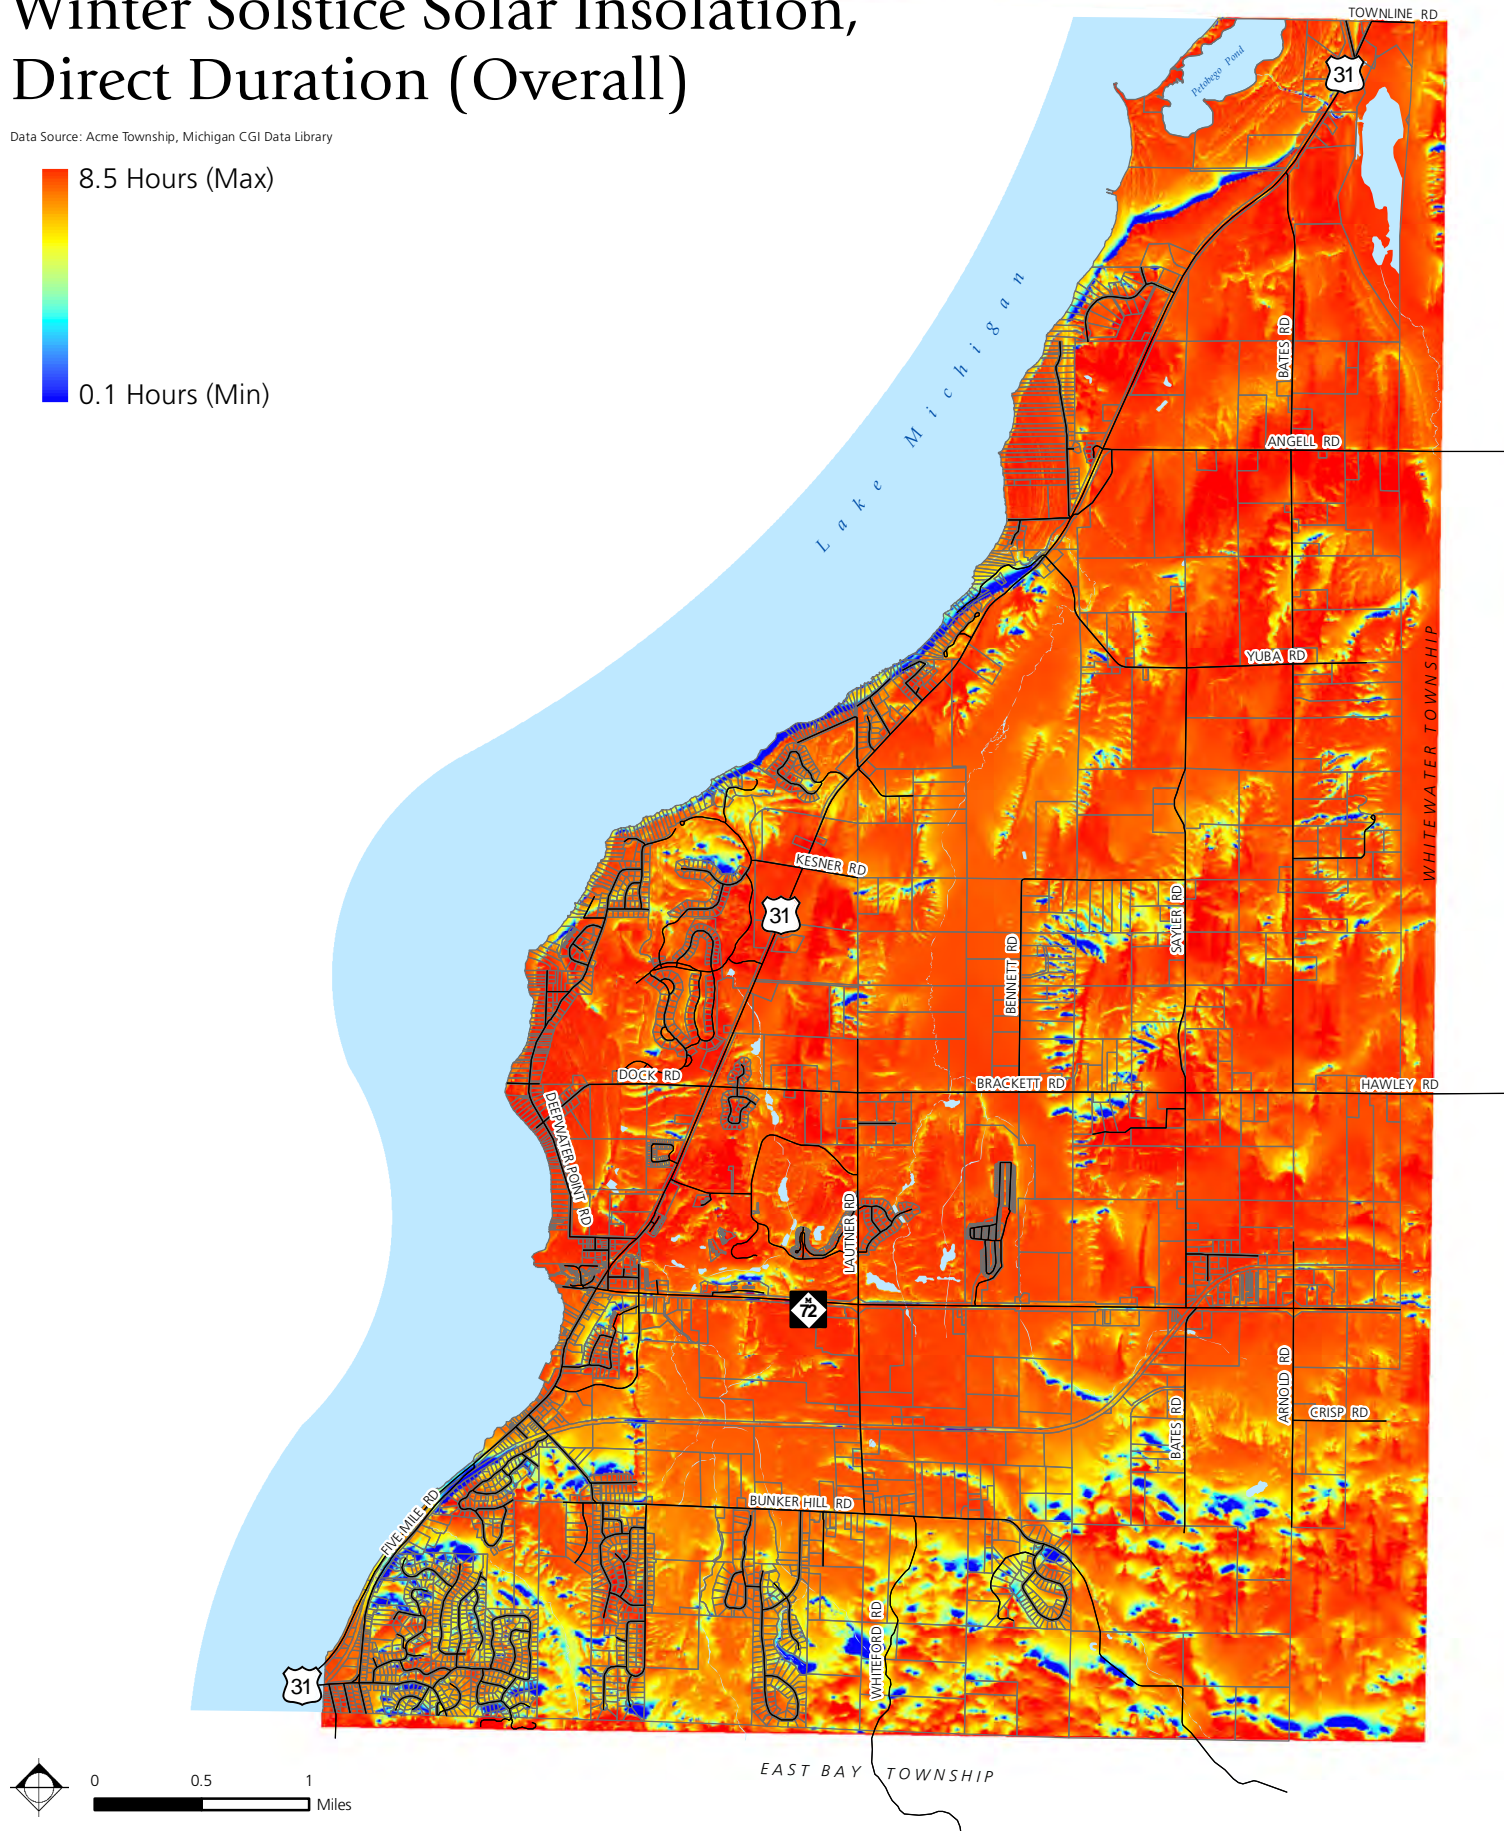 Winter Solstice Solar Insolation,
Direct Duration (Overall)
Data Source: Acme Township, Michigan CGI Data Library
8.5 Hours (Max)
0.1 Hours (Min)
TOWNLINE RD
31
Petobego Pond
Lake Michigan
BATES RD
ANGELL RD
YUBA RD
WHITEWATER TOWNSHIP
KESNER RD
31
SAYLER RD
BENNETT RD
DOCK RD
BRACKETT RD
HAWLEY RD
DEEPWATER POINT RD
LAUTNER RD
M
72
ARNOLD RD
BATES RD
CRISP RD
FIVE MILE RD
BUNKER HILL RD
WHITEFORD RD
31
EAST BAY TOWNSHIP
0 0.5 1
Miles